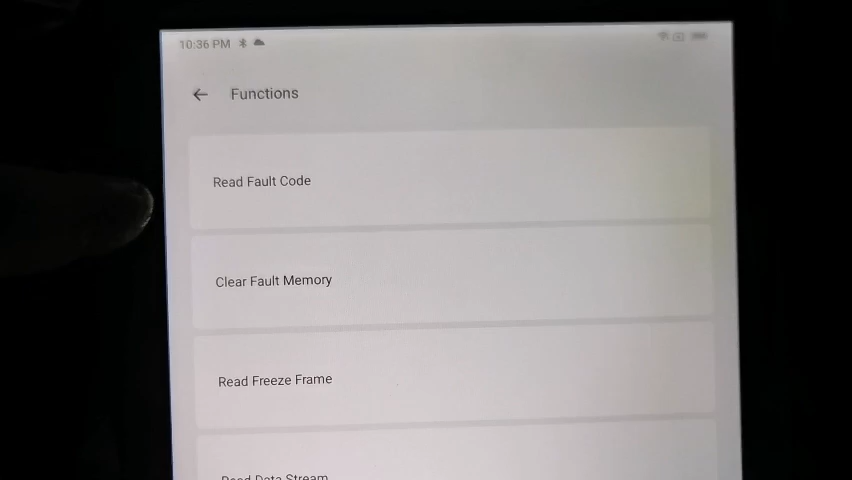 10:36 PM
Functions
Read Fault Code
Clear Fault Memory
Read Freeze Frame
Read Data Stream